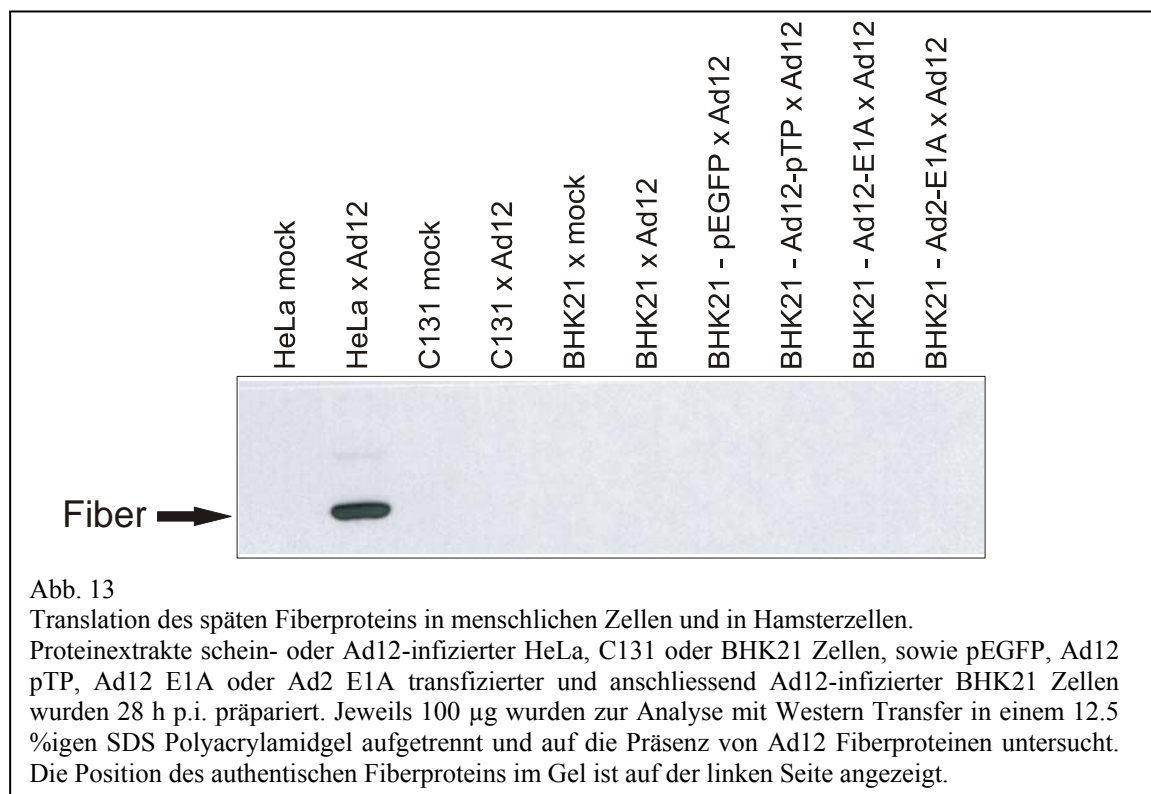 HeLa mock
HeLa x Ad12
C131 mock
C131 x Ad12
BHK21 x mock
BHK21 x Ad12
BHK21 - pEGFP x Ad12
BHK21 - Ad12-pTP x Ad12
BHK21 - Ad12-E1A x Ad12
BHK21 - Ad2-E1A x Ad12
Fiber
Abb. 13
Translation des späten Fiberproteins in menschlichen Zellen und in Hamsterzellen.
Proteinextrakte schein- oder Ad12-infizierter HeLa, C131 oder BHK21 Zellen, sowie pEGFP, Ad12
pTP, Ad12 E1A oder Ad2 E1A transfizierter und anschliessend Ad12-infizierter BHK21 Zellen
wurden 28 h p.i. präpariert. Jeweils 100 µg wurden zur Analyse mit Western Transfer in einem 12.5
%igen SDS Polyacrylamidgel aufgetrennt und auf die Präsenz von Ad12 Fiberproteinen untersucht.
Die Position des authentischen Fiberproteins im Gel ist auf der linken Seite angezeigt.